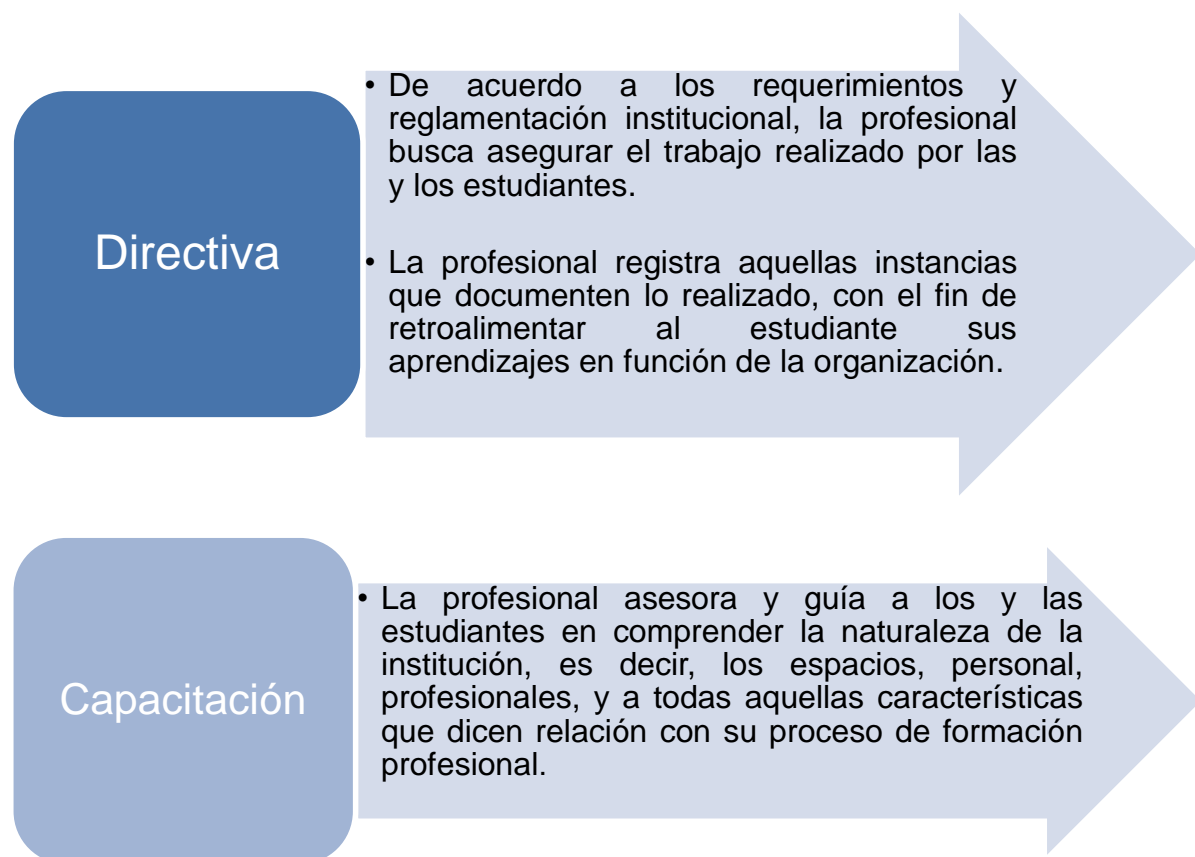 Directiva
• De acuerdo a los requerimientos y
reglamentación institucional, la profesional
busca asegurar el trabajo realizado por las
y los estudiantes.
• La profesional registra aquellas instancias
que documenten lo realizado, con el fin de
retroalimentar al estudiante sus
aprendizajes en función de la organización.
Capacitación
• La profesional asesora y guía a los y las
estudiantes en comprender la naturaleza de la
institución, es decir, los espacios, personal,
profesionales, y a todas aquellas características
que dicen relación con su proceso de formación
profesional.